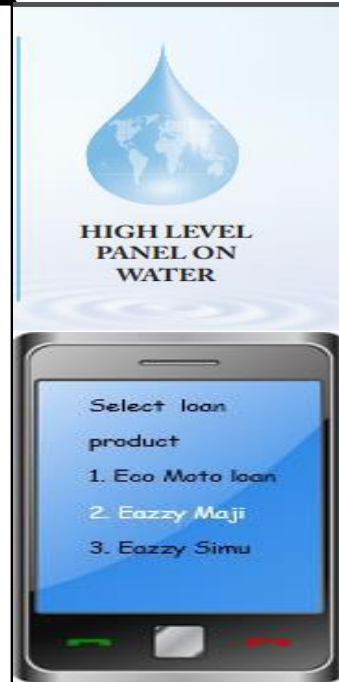 HIGH LEVEL
PANEL ON
WATER
Select loan
product
1. Eco Moto loan
2. Eazzy Maji
3. Eazzy Simu